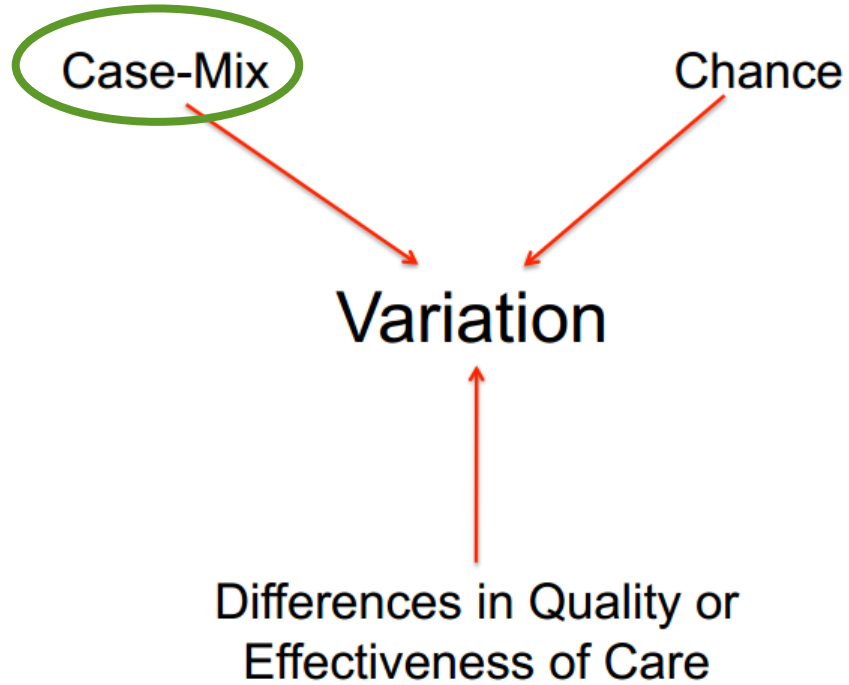 Case-Mix
Chance
Variation
Differences in Quality or
Effectiveness of Care